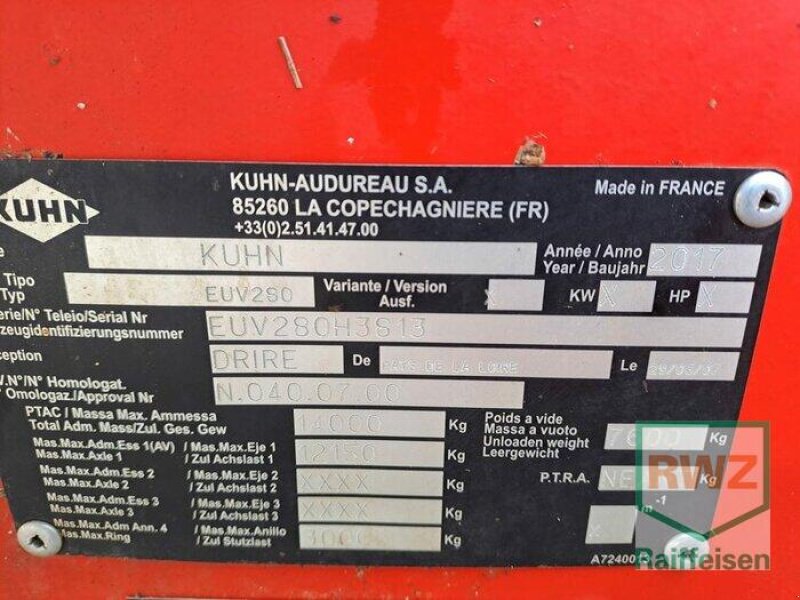 KUHN-AUDUREAU S.A.
85260 LA COPECHAGNIERE (FR)
+33(0)2.51.41.47.00
Made in FRANCE
KUHN
KUHN
Année / Anno
Year / Baujahr
2017
Tipo
Typ
EUV280
Variante / Version
Ausf.
X
KW
X
HP
X
erie/N° Teleio/Serial Nr
zeugidentifizierungsnummer
EUV280H3S13
ception
DRIRE
De
PAYS DE LA LOIRE
Le
V.N°/N° Homologat.
° Omologaz./Approval Nr
N.040.07.00
PTAC / Massa Max. Ammessa
Total Adm. Mass/Zul. Ges. Gew
14000
Kg
Mas.Max.Adm.Ess 1(AV) / Mas.Max.Eje 1
Mas.Max.Axle 1 / Zul Achslast 1
12150
Kg
Mas.Max.Adm.Ess 2 / Mas.Max.Eje 2
Mas.Max.Axle 2 / Zul Achslast 2
XXXX
Kg
Mas.Max.Adm.Ess 3 / Mas.Max.Eje 3
Mas.Max.Axle 3 / Zul Achslast 3
XXXX
Kg
Mas.Max.Adm Ann. 4 / Mas.Max.Anillo
Mas.Max.Ring / Zul Stutzlast
3000
Kg
Poids a vide
Massa a vuoto
Unloaden weight
Leergewicht
7600
Kg
P.T.R.A.
NE
Kg
X
m-1
A72400
RWZ
Raiffeisen